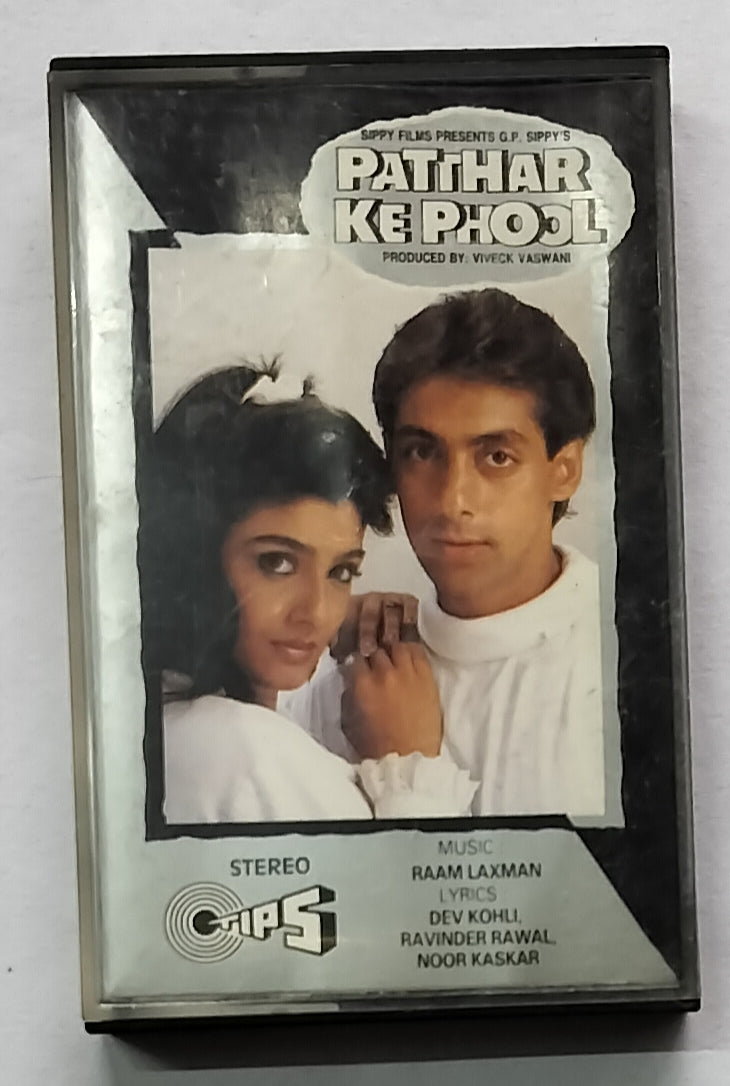 SIPPY FILMS PRESENTS G.P. SIPPY'S
PATTHAR
KE PHOOL
PRODUCED BY: VIVECK VASWANI
STEREO
TIPS
MUSIC :
RAAM LAXMAN
LYRICS
DEV KOHLI,
RAVINDER RAWAL,
NOOR KASKAR